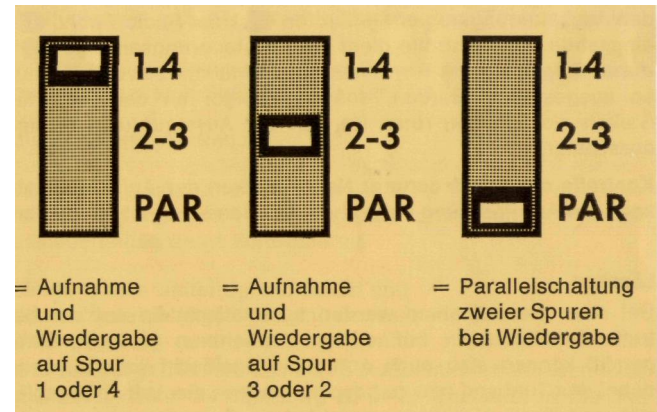 1-4
2-3
PAR
1-4
2-3
PAR
1-4
2-3
PAR
= Aufnahme
und
Wiedergabe
auf Spur
1 oder 4
= Aufnahme
und
Wiedergabe
auf Spur
3 oder 2
= Parallelschaltung
zweier Spuren
bei Wiedergabe